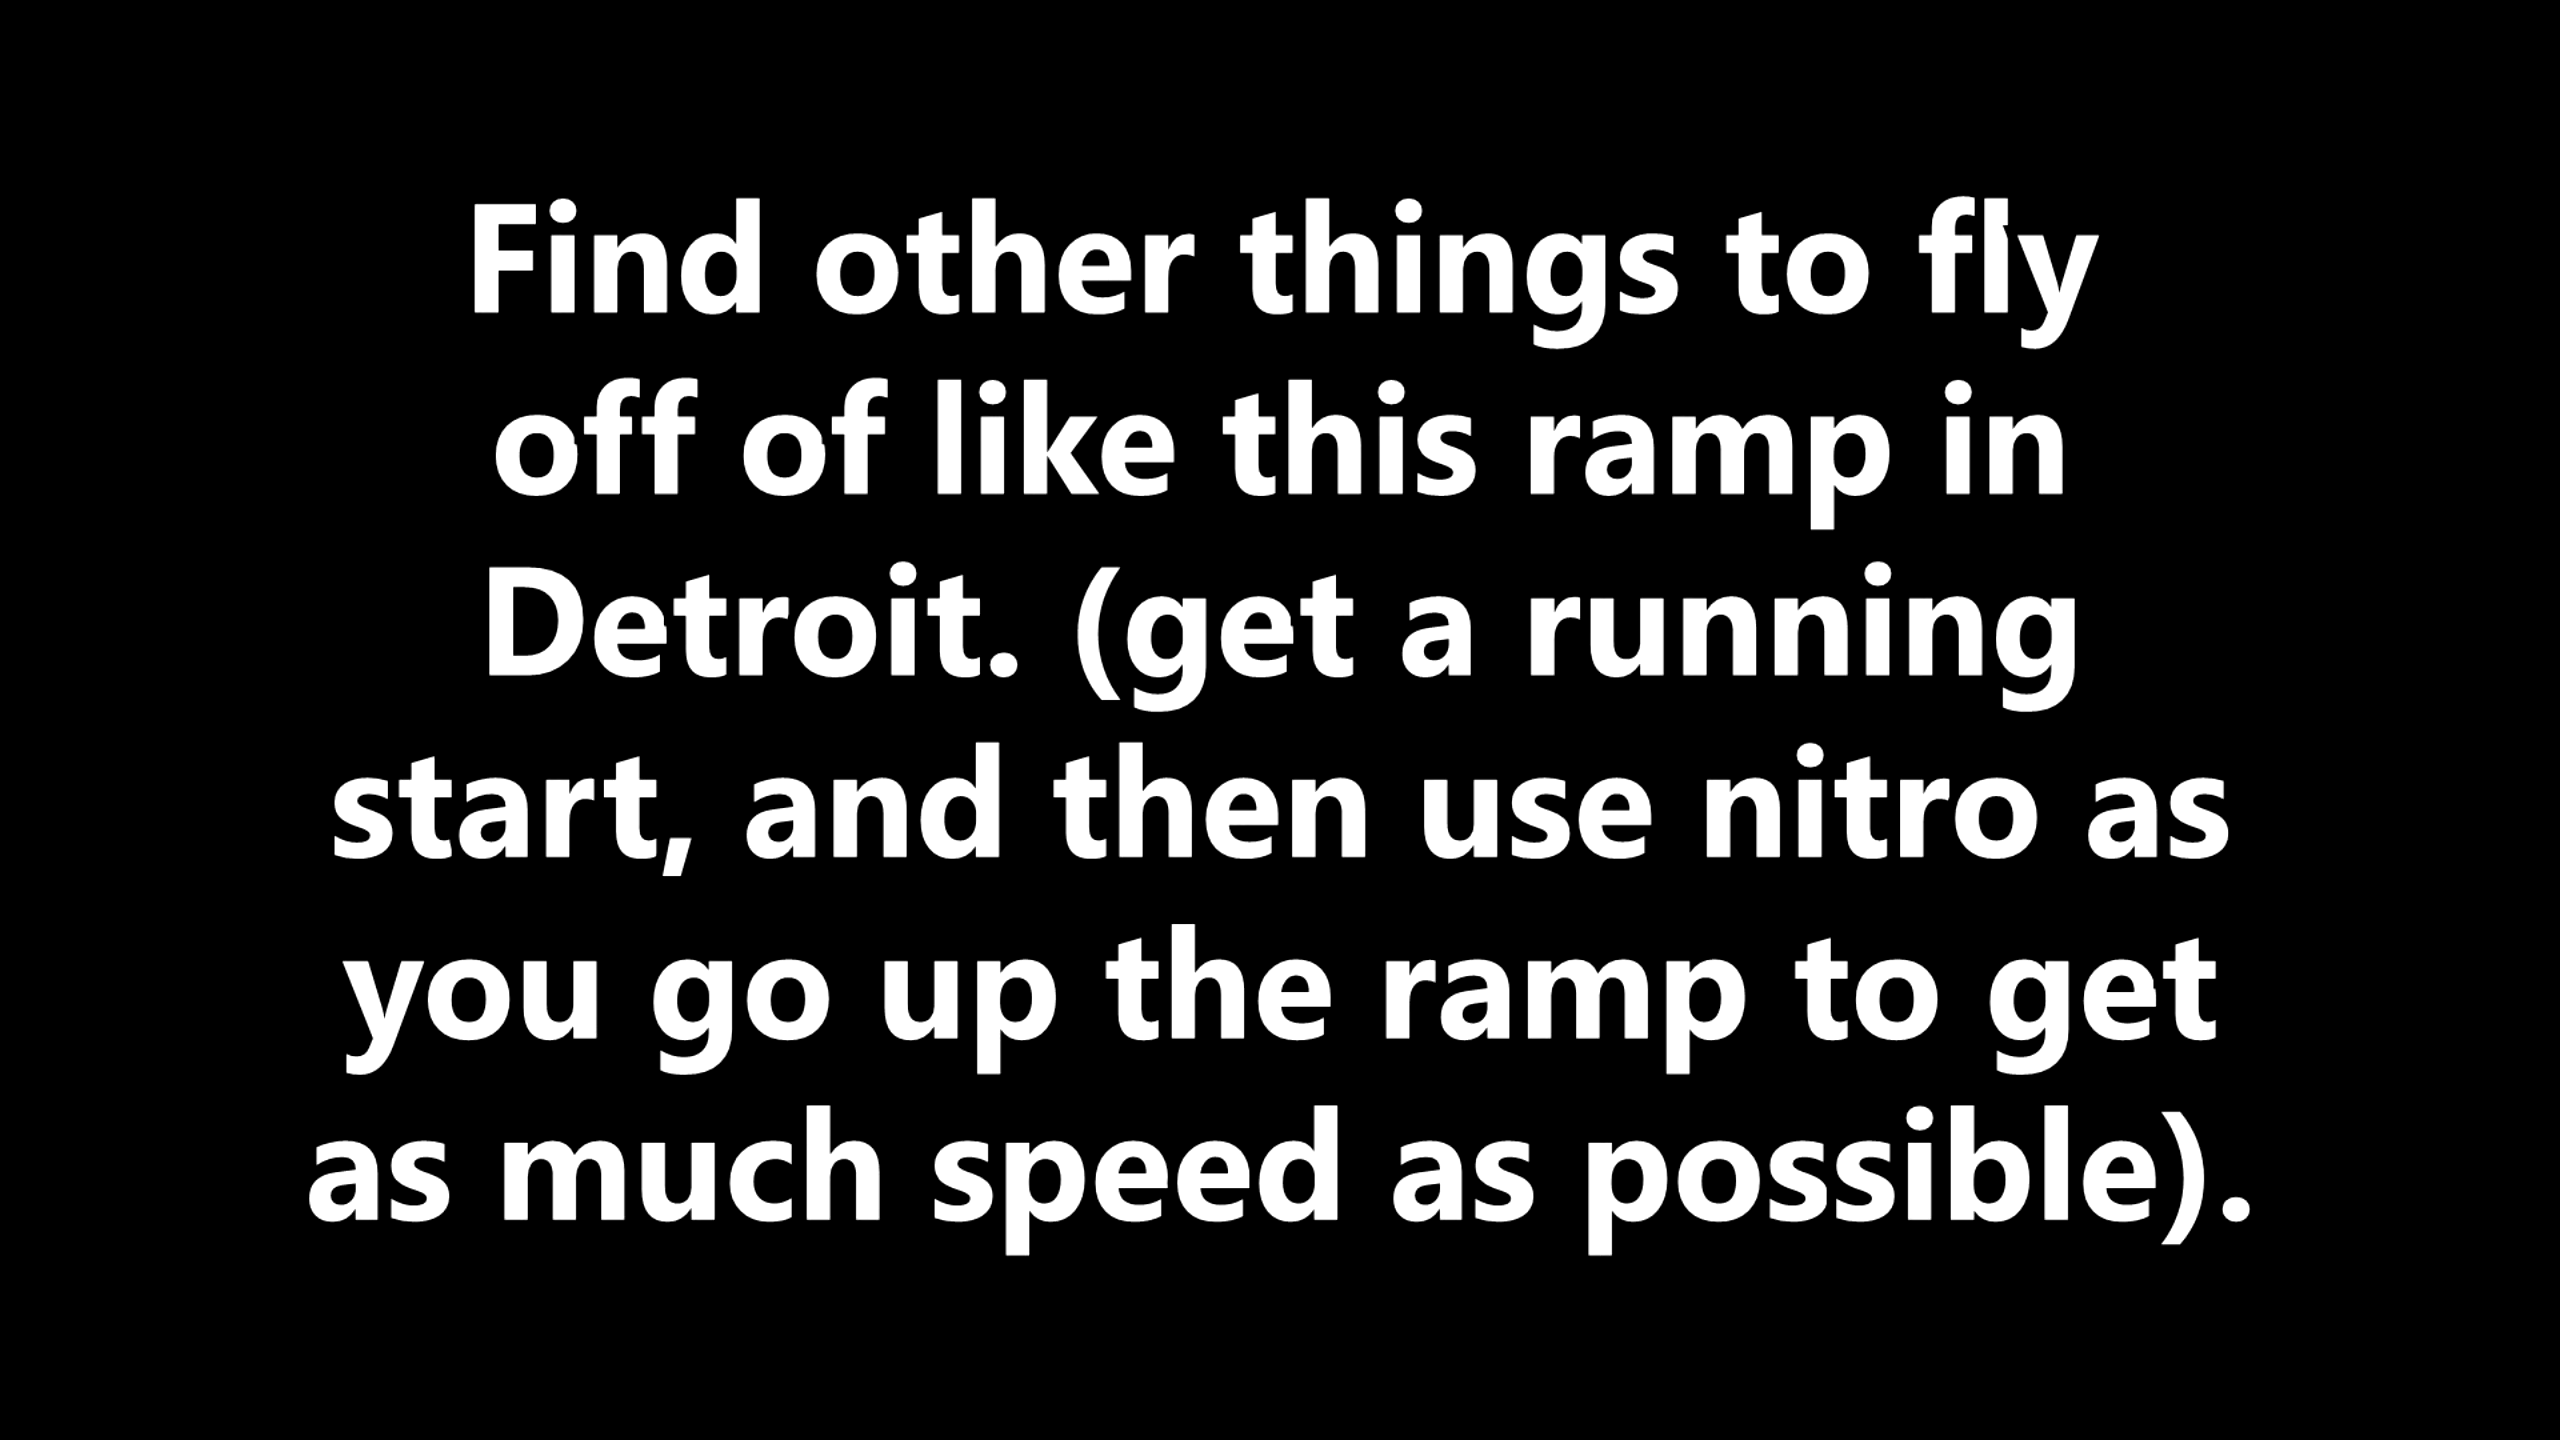 Find other things to fly
off of like this ramp in
Detroit. (get a running
start, and then use nitro as
you go up the ramp to get
as much speed as possible).